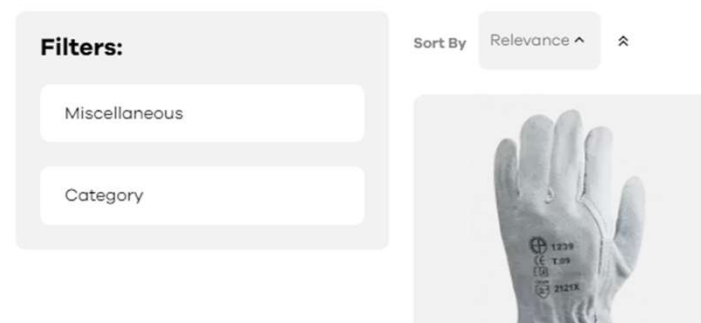 Filters:
Miscellaneous
Category
Sort By Relevance
1239
T.09
2121X